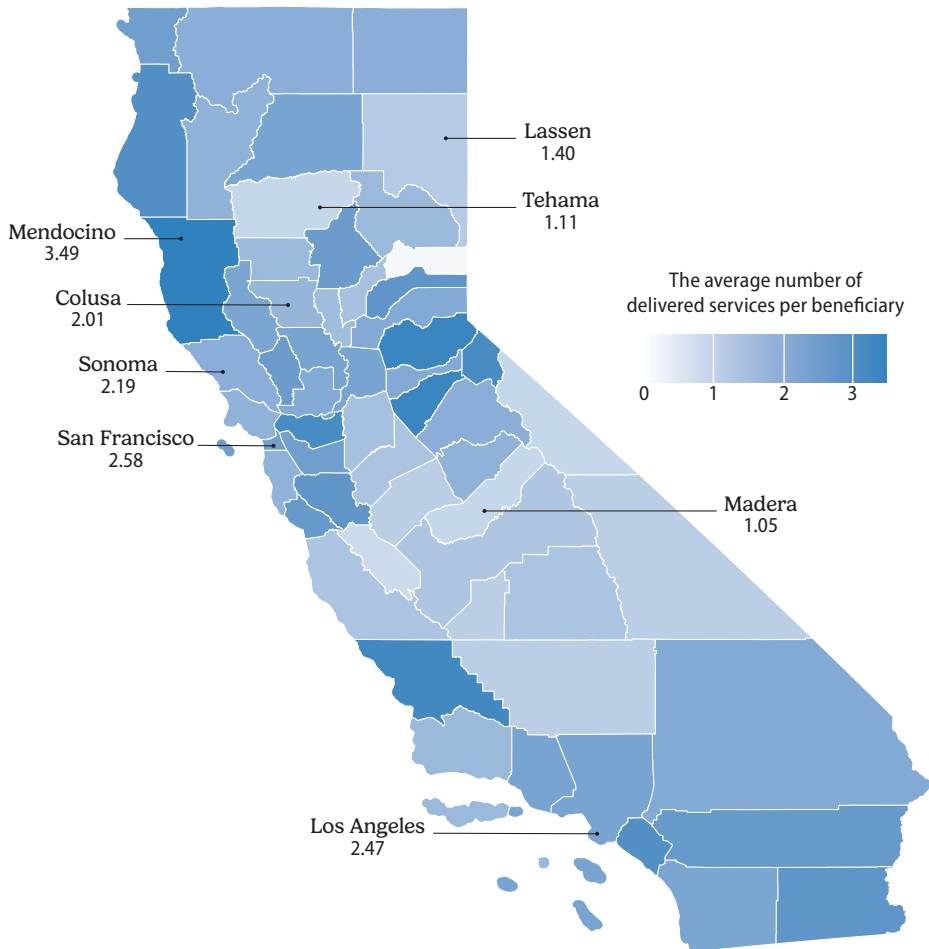 Lassen
1.40
Tehama
1.11
Mendocino
3.49
The average number of
delivered services per beneficiary
0 1 2 3
Colusa
2.01
Sonoma
2.19
San Francisco
2.58
Madera
1.05
Los Angeles
2.47